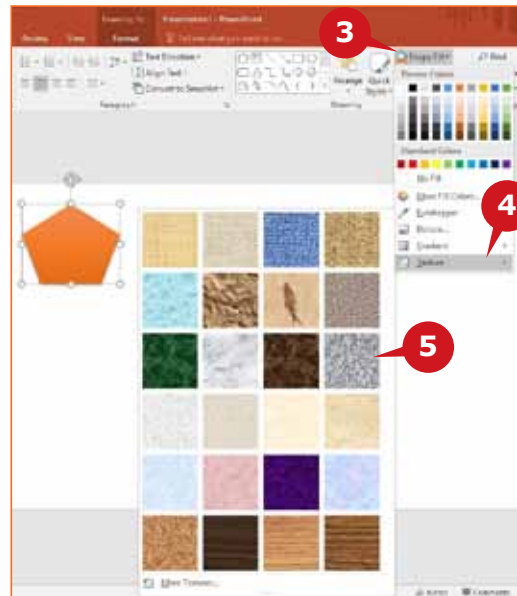 Presentation1 - PowerPoint
Review View Format Tell me what you want to do...
3
Text Direction
Align Text
Convert to SmartArt
Arrange
Quick
Styles
Shape Fill
Find
Paragraph
Drawing
Theme Colors
Standard Colors
No Fill
More Fill Colors...
Eyedropper
4
Picture...
Gradient
Texture
5
More Textures...